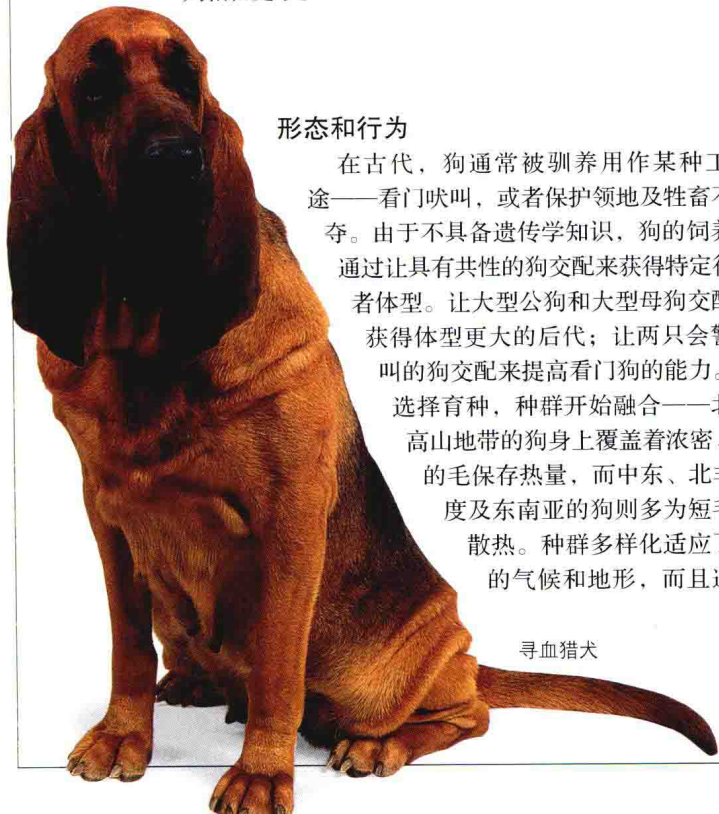 形态和行为
在古代，狗通常被驯养用作某种工
途——看门吠叫，或者保护领地及牲畜不
夺。由于不具备遗传学知识，狗的饲养
通过让具有共性的狗交配来获得特定行
者体型。让大型公狗和大型母狗交配
获得体型更大的后代；让两只会警
叫的狗交配来提高看门狗的能力。
选择育种，种群开始融合——北
高山地带的狗身上覆盖着浓密、
的毛保存热量，而中东、北非
度及东南亚的狗则多为短毛
散热。种群多样化适应了
的气候和地形，而且还
寻血猎犬